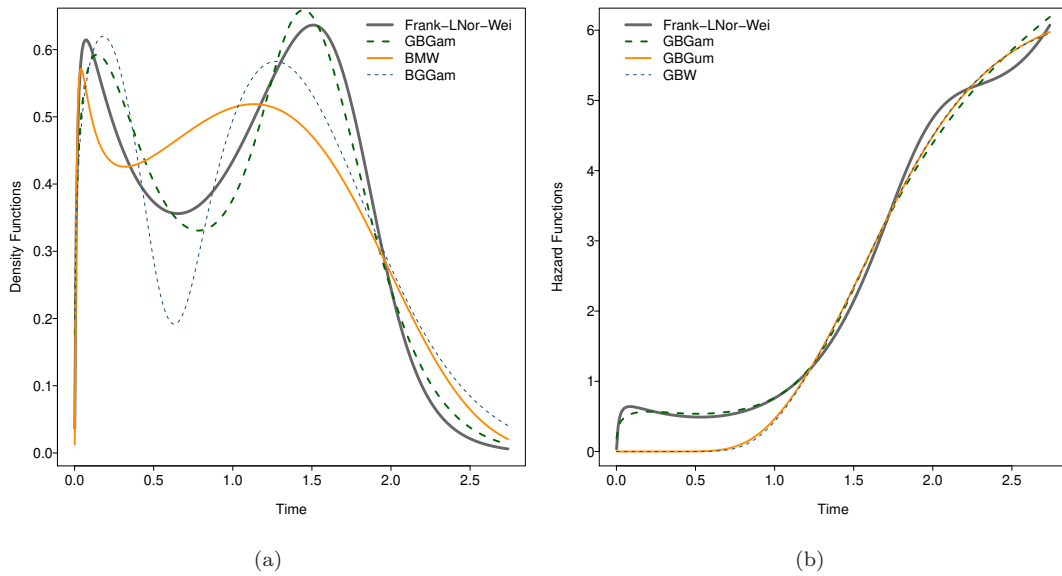 Frank−LNor−Wei
GBGam
BMW
BGGam
0.6
0.5
0.4
0.3
0.2
0.1
0.0
Density Functions
0.0 0.5 1.0 1.5 2.0 2.5
Time
(a)
Frank−LNor−Wei
GBGam
GBGum
GBW
6
5
4
3
2
1
0
Hazard Functions
0.0 0.5 1.0 1.5 2.0 2.5
Time
(b)